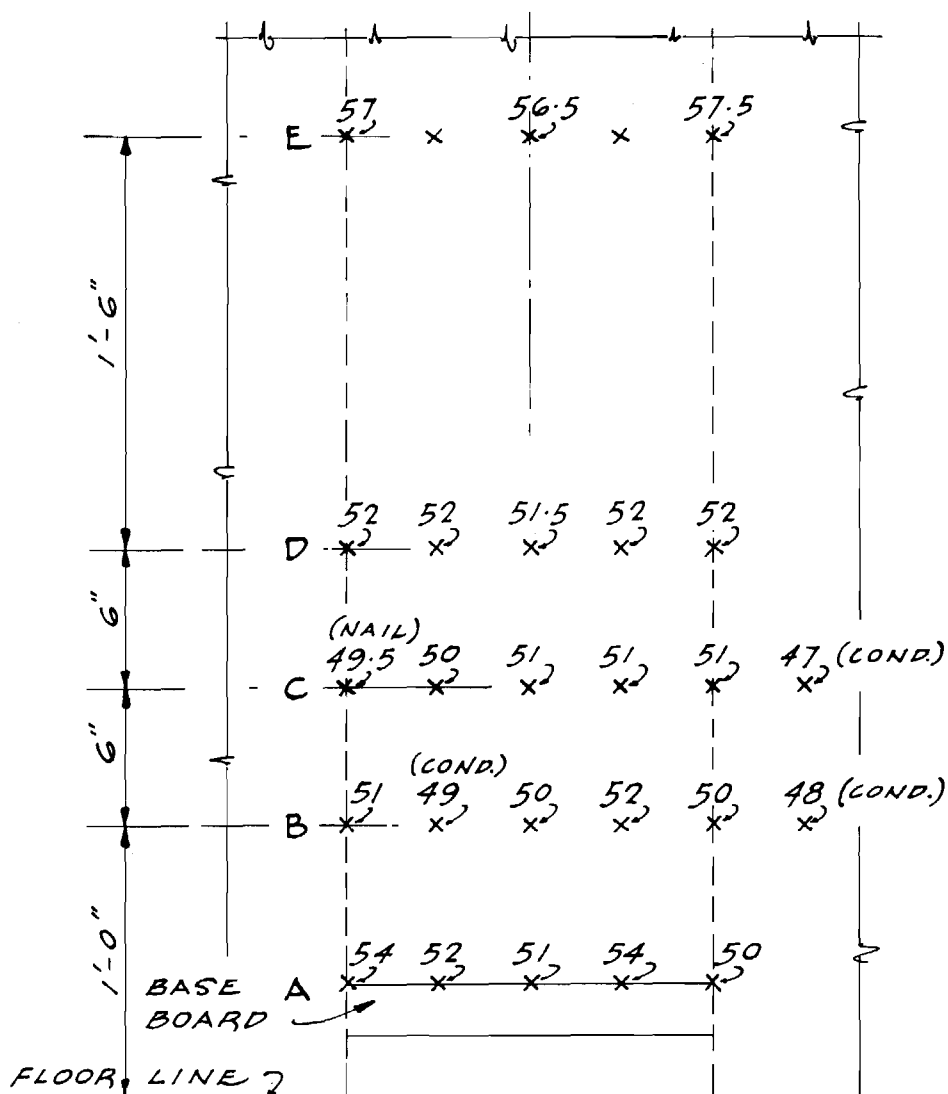 57 56.5 57.5
E
1'-6"
52 52 51.5 52 52
D
6"
(NAIL)
49.5 50 51 51 51 47 (COND.)
C
6"
(COND.)
51 49 50 52 50 48 (COND.)
B
1'-0"
54 52 51 54 50
BASE A
BOARD
FLOOR LINE